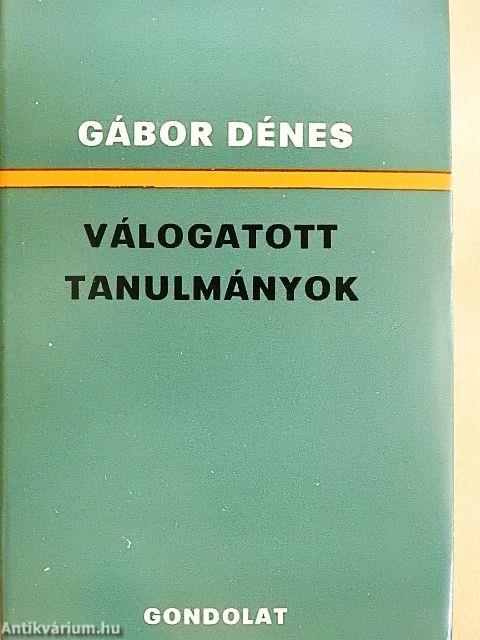 GÁBOR DÉNES
VÁLOGATOTT
TANULMÁNYOK
GONDOLAT
Antikvárium.hu